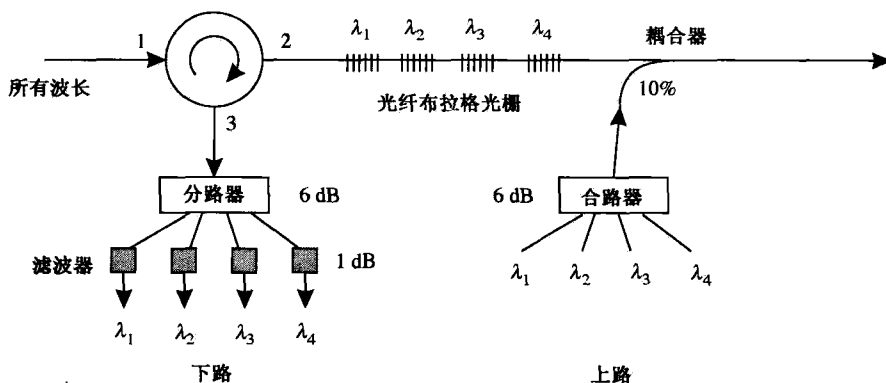 λ1 λ2 λ3 λ4
耦合器
1
2
所有波长
光纤布拉格光栅
10%
3
分路器
6 dB
6 dB
合路器
滤波器
1 dB
λ1 λ2 λ3 λ4
λ1 λ2 λ3 λ4
下路
上路